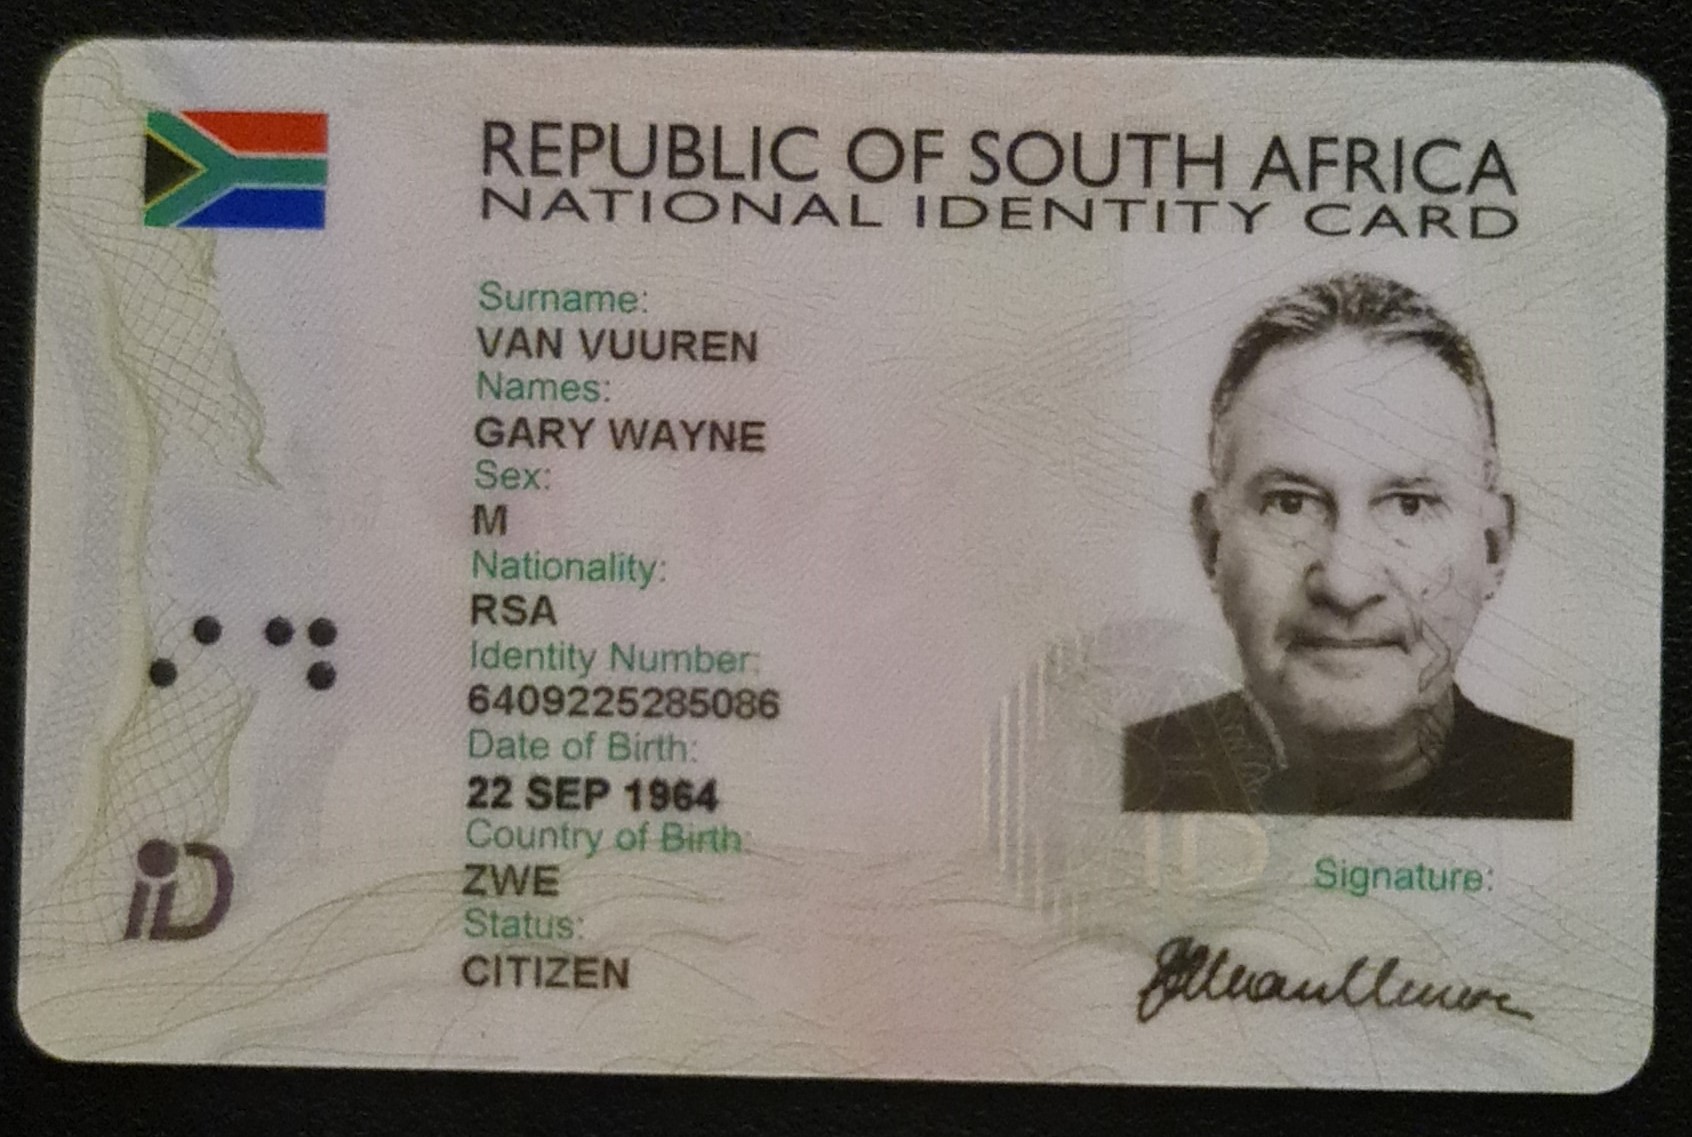 REPUBLIC OF SOUTH AFRICA
NATIONAL IDENTITY CARD
Surname:
VAN VUUREN
Names:
GARY WAYNE
Sex:
M
Nationality:
RSA
Identity Number:
6409225285086
Date of Birth:
22 SEP 1964
Country of Birth:
ZWE
Status:
CITIZEN
iD
iD
Signature: